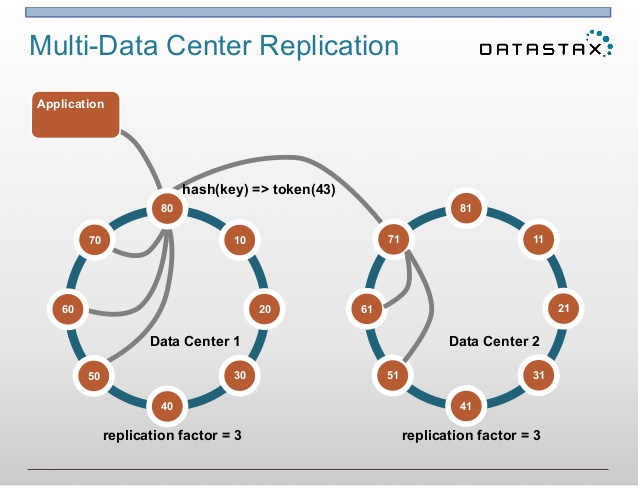 Multi-Data Center Replication
DATASTAX
Application
hash(key) => token(43)
80
70
10
60
20
Data Center 1
50
30
40
replication factor = 3
81
71
11
61
21
Data Center 2
51
31
41
replication factor = 3